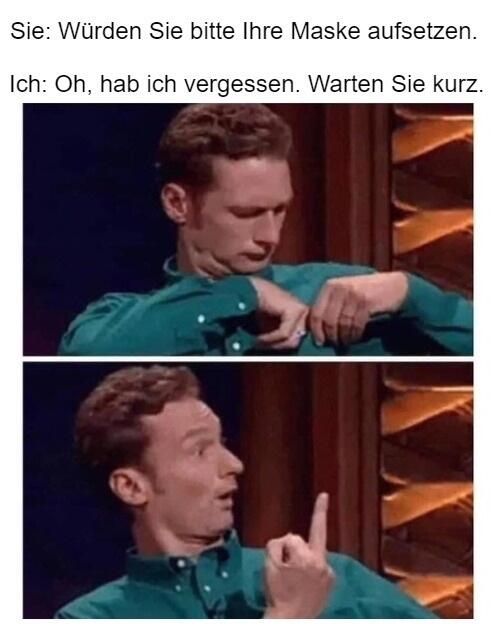 Sie: Würden Sie bitte Ihre Maske aufsetzen.
Ich: Oh, hab ich vergessen. Warten Sie kurz.